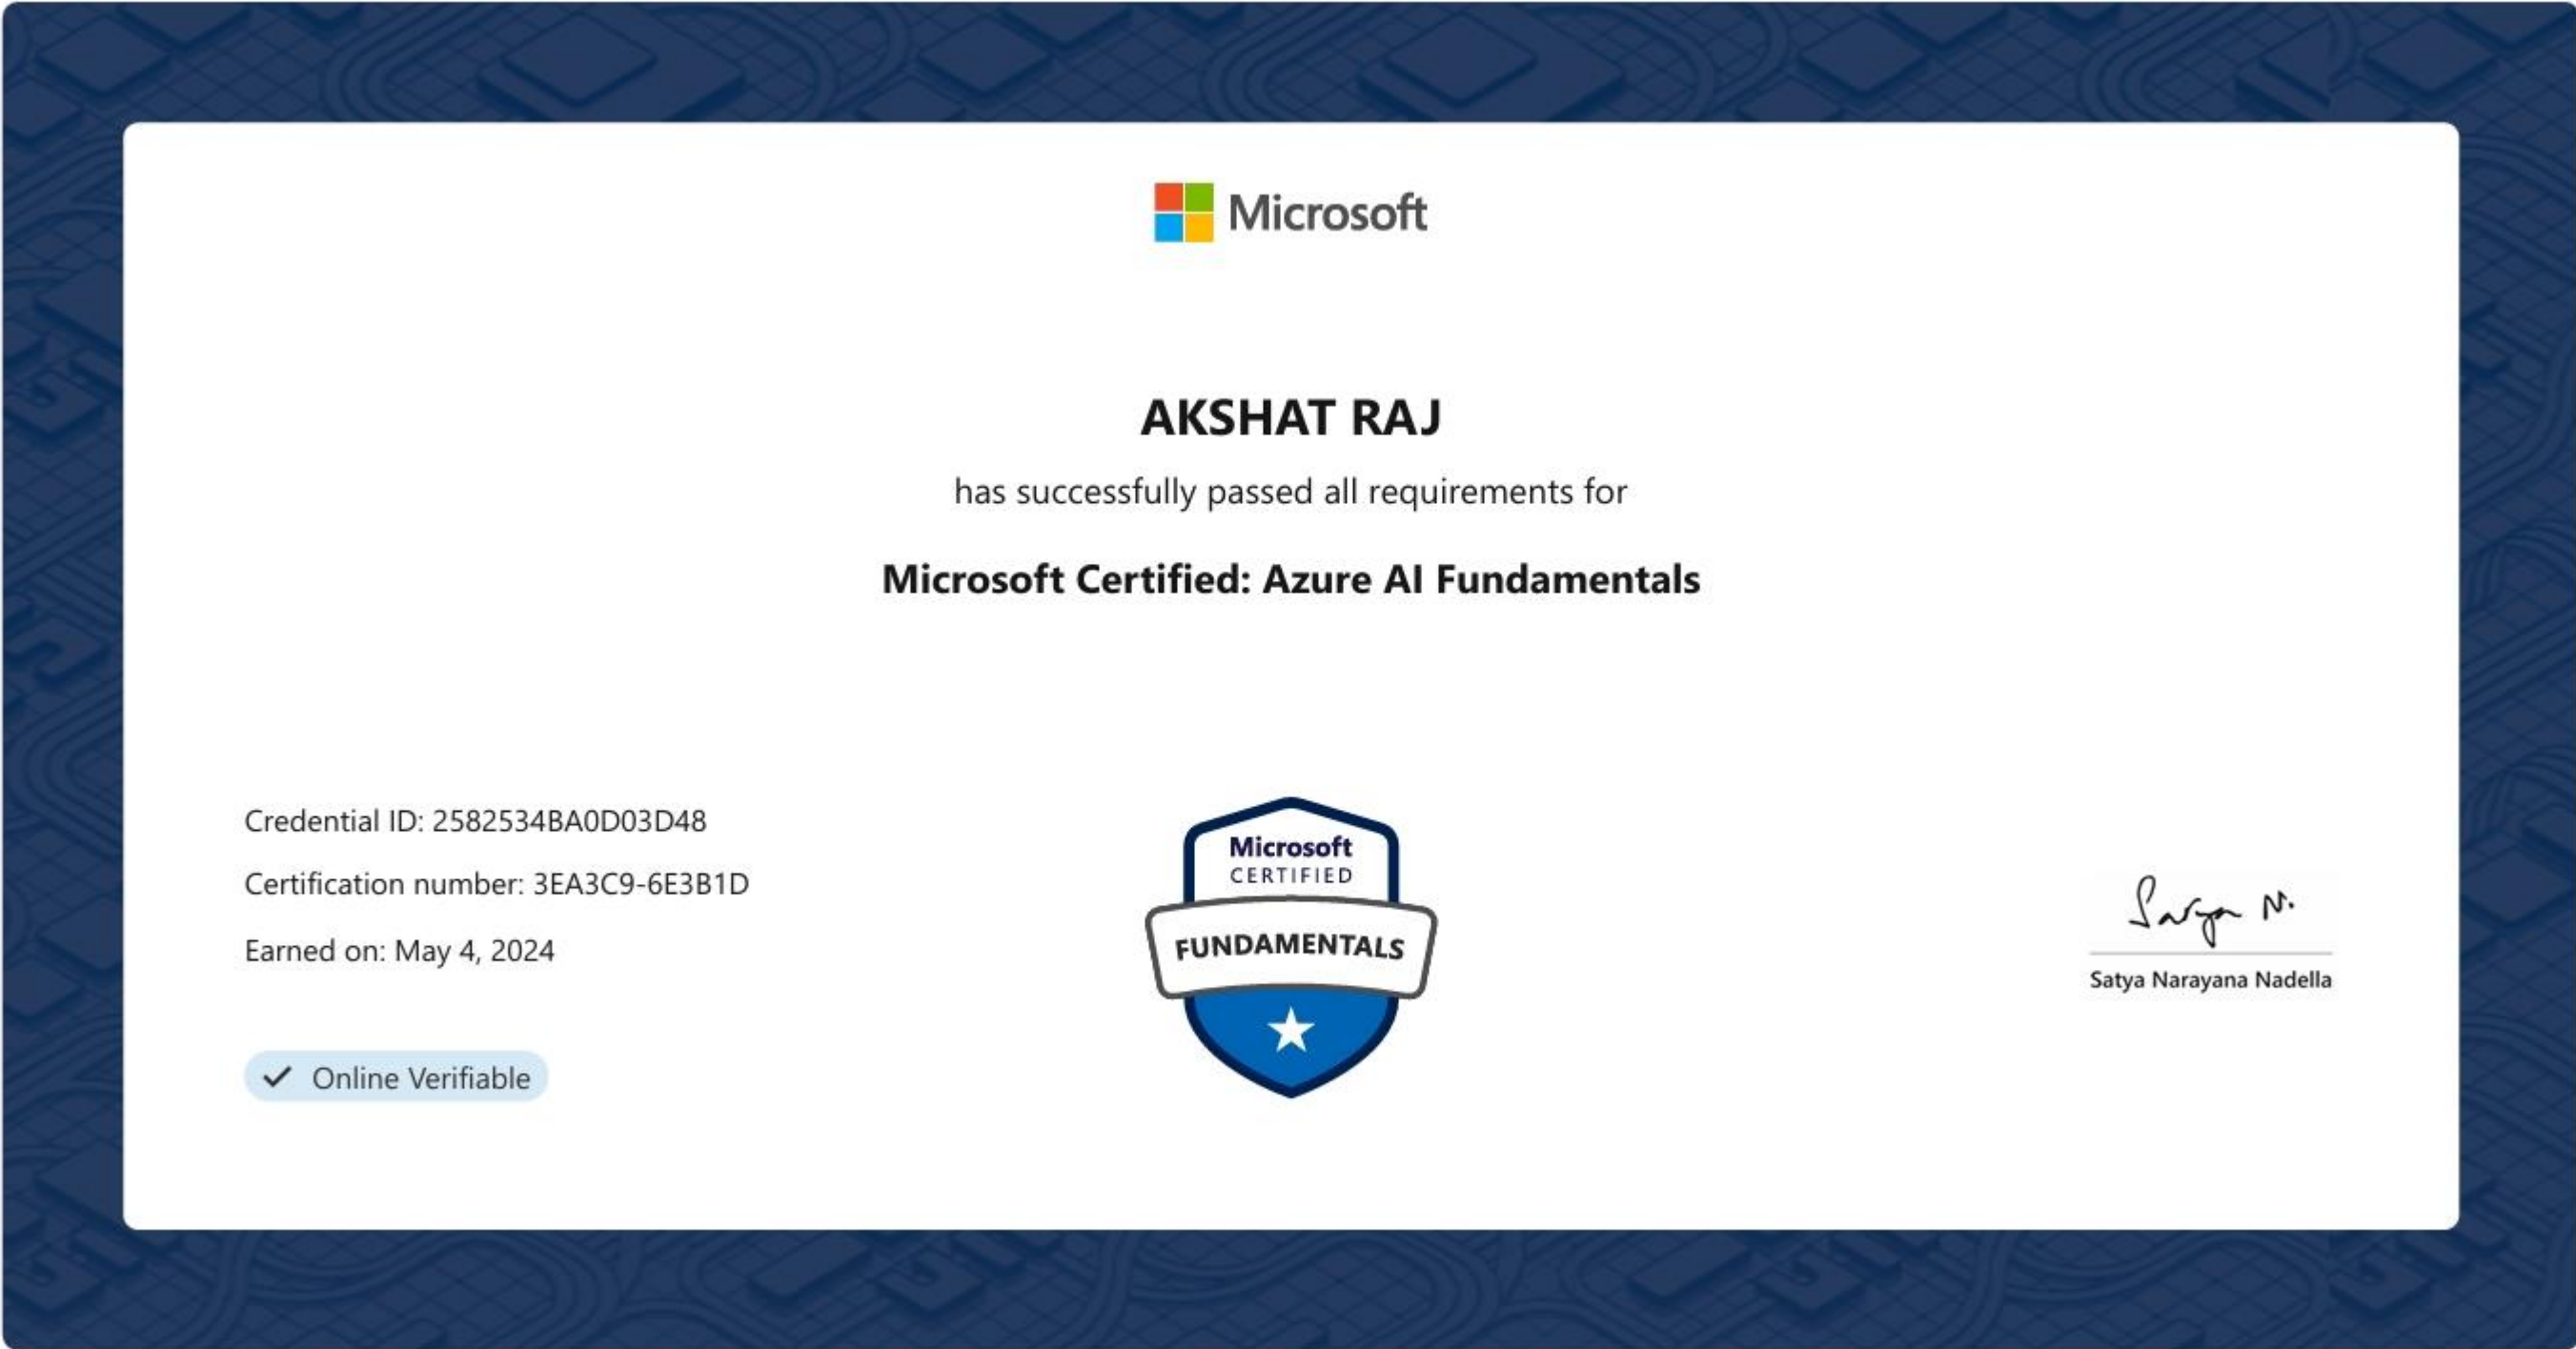 Microsoft
AKSHAT RAJ
has successfully passed all requirements for
Microsoft Certified: Azure AI Fundamentals
Credential ID: 2582534BA0D03D48
Certification number: 3EA3C9-6E3B1D
Earned on: May 4, 2024
Online Verifiable
Microsoft
CERTIFIED
FUNDAMENTALS
Satya N.
Satya Narayana Nadella